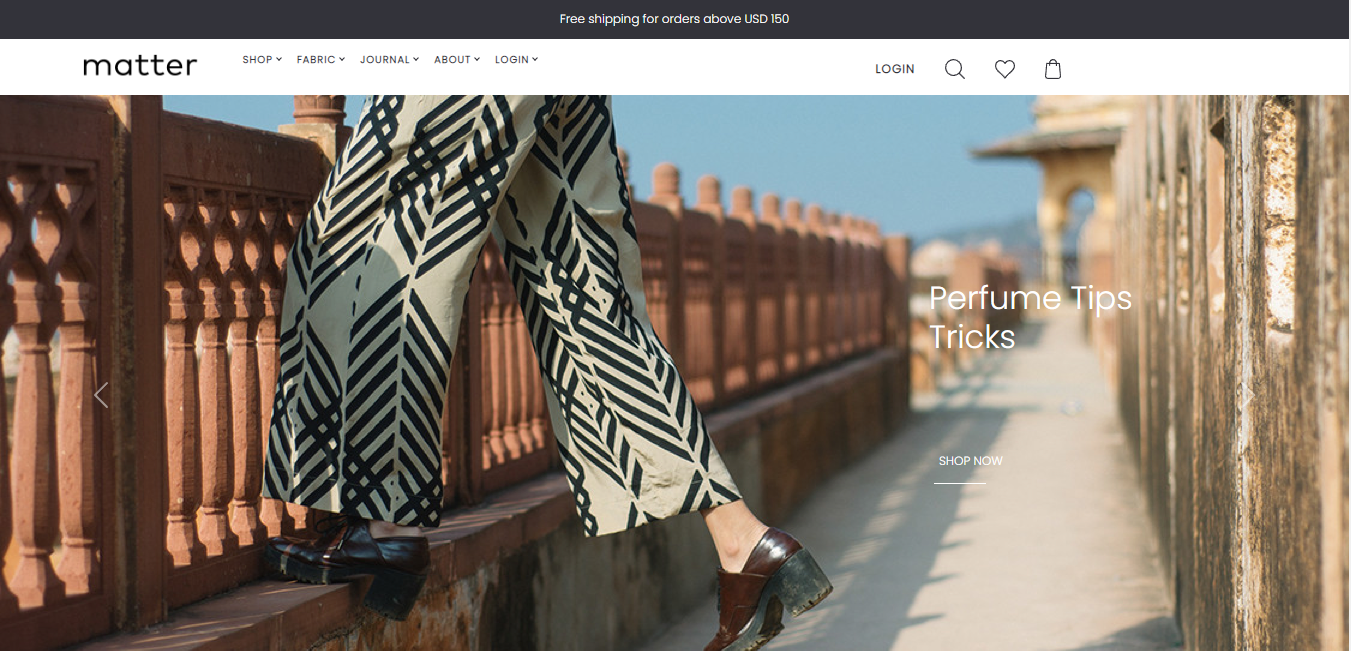 Free shipping for orders above USD 150
matter
SHOP FABRIC JOURNAL ABOUT LOGIN
LOGIN
Perfume Tips
Tricks
SHOP NOW